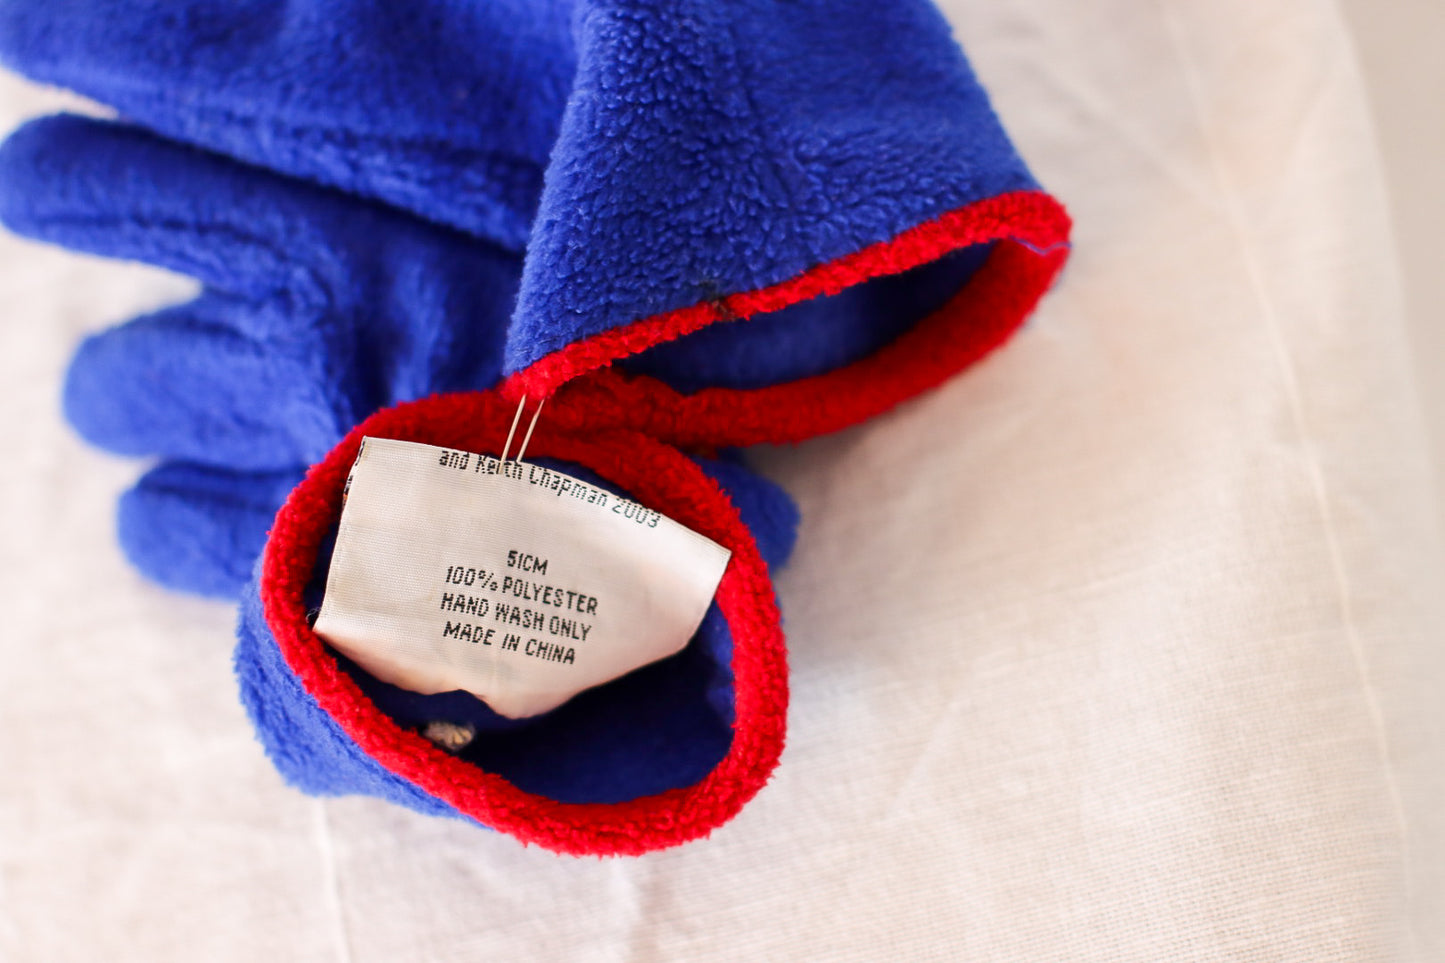 and Keith Chapman 2003
51CM
100% POLYESTER
HAND WASH ONLY
MADE IN CHINA